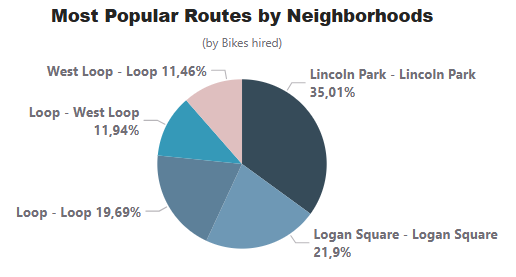 Most Popular Routes by Neighborhoods
(by Bikes hired)
West Loop - Loop 11,46%
Lincoln Park - Lincoln Park
35,01%
Loop - West Loop
11,94%
Loop - Loop 19,69%
Logan Square - Logan Square
21,9%